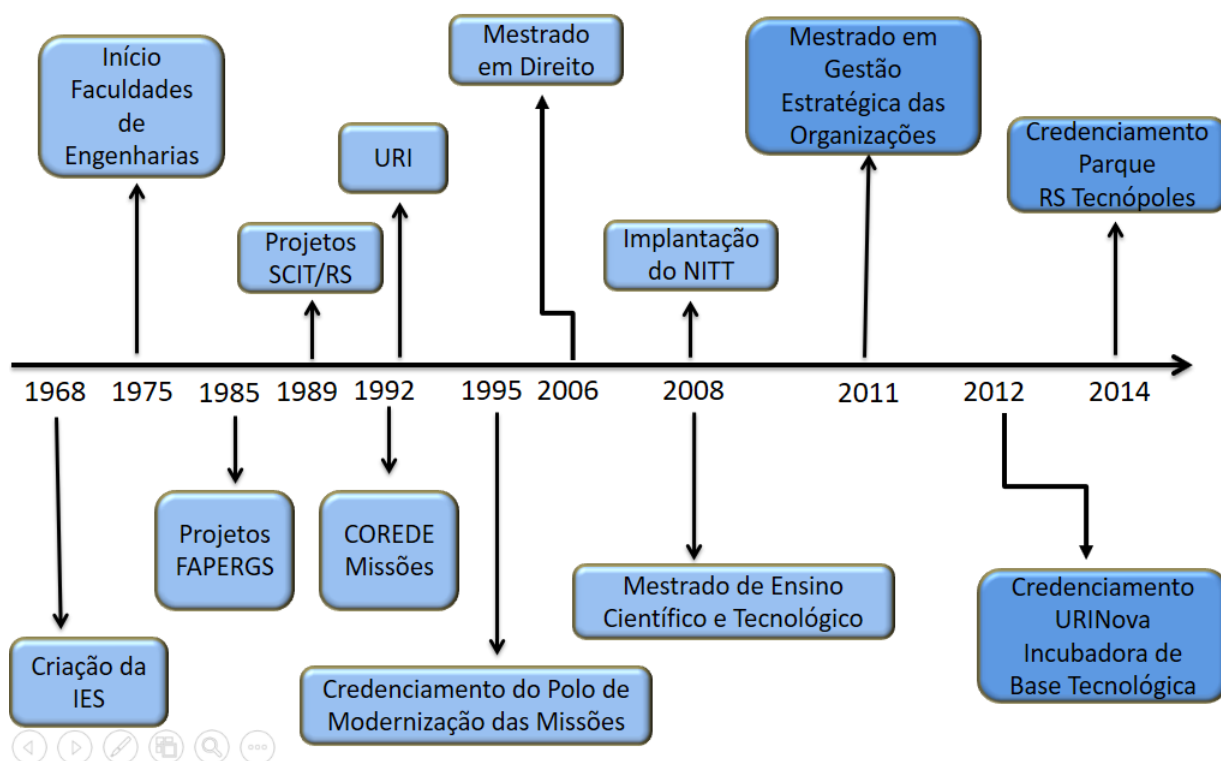 Início
Faculdades
de
Engenharias
Mestrado
em Direito
Mestrado em
Gestão
Estratégica das
Organizações
Credenciamento
Parque
RS Tecnópoles
URI
Projetos
SCIT/RS
Implantação
do NITT
1968 1975 1985 1989 1992 1995 2006 2008 2011 2012 2014
Projetos
FAPERGS
COREDE
Missões
Mestrado de Ensino
Científico e Tecnológico
Credenciamento
URINova
Incubadora de
Base Tecnológica
Criação da
IES
Credenciamento do Polo de
Modernização das Missões